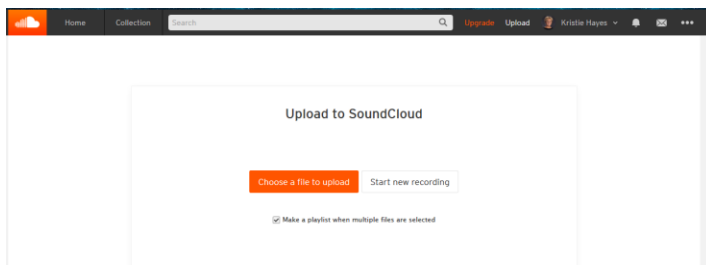 Home Collection Search Upgrade Upload Kristie Hayes
Upload to SoundCloud
Choose a file to upload Start new recording
Make a playlist when multiple files are selected